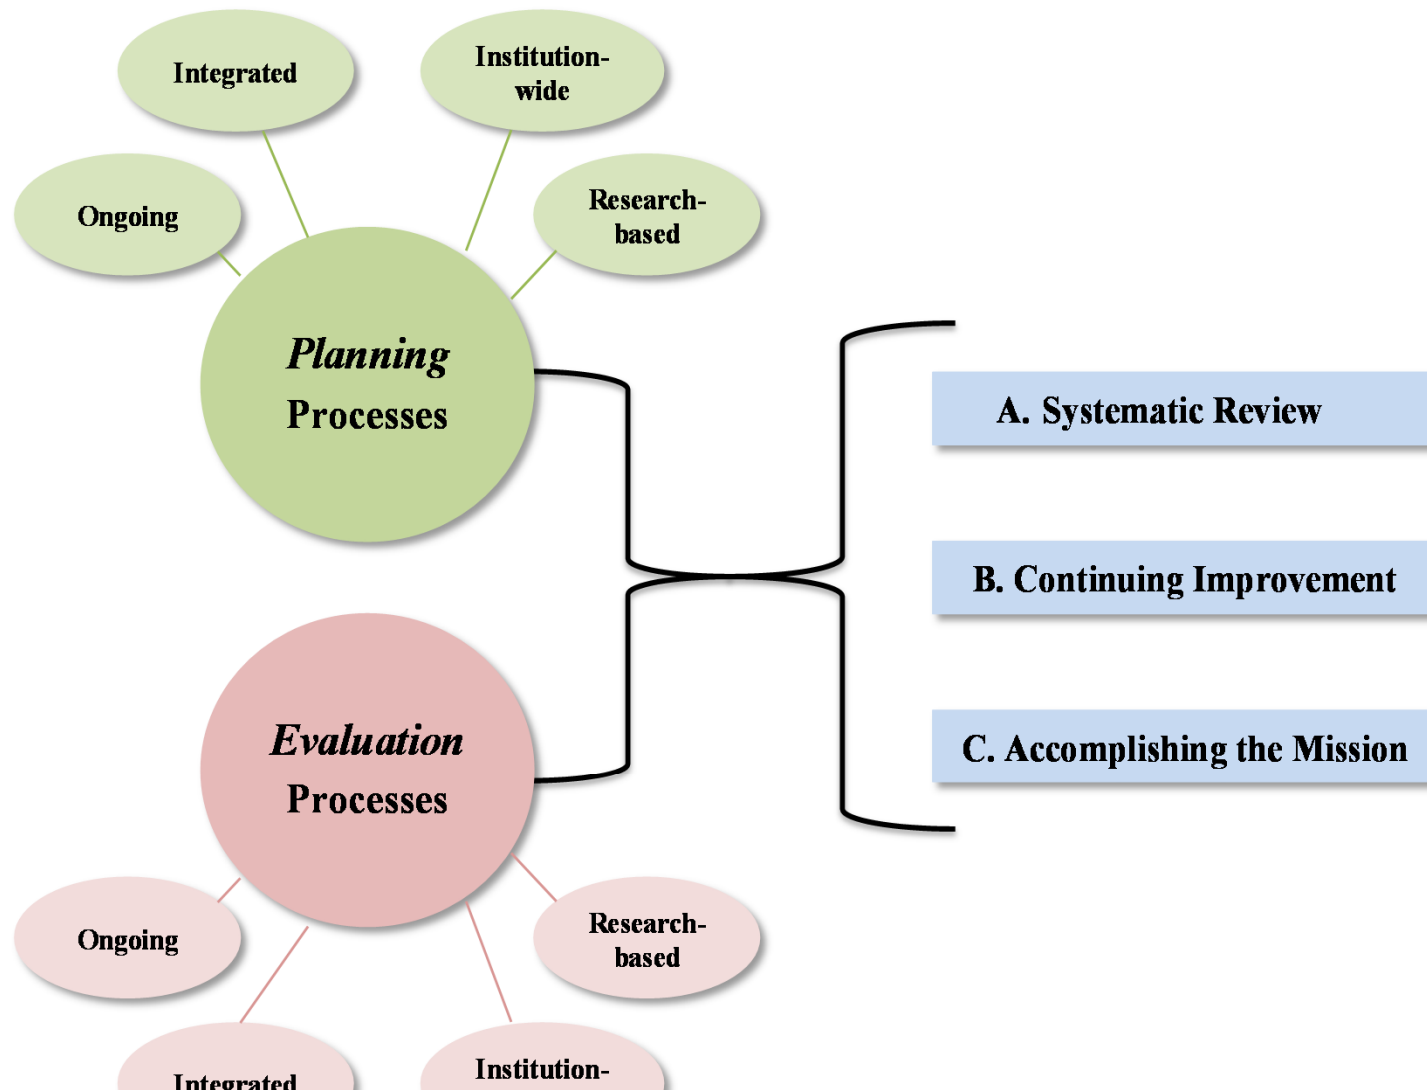 Integrated
Institution-
wide
Ongoing
Research-
based
Planning
Processes
A. Systematic Review
B. Continuing Improvement
C. Accomplishing the Mission
Evaluation
Processes
Ongoing
Research-
based
Integrated
Institution-